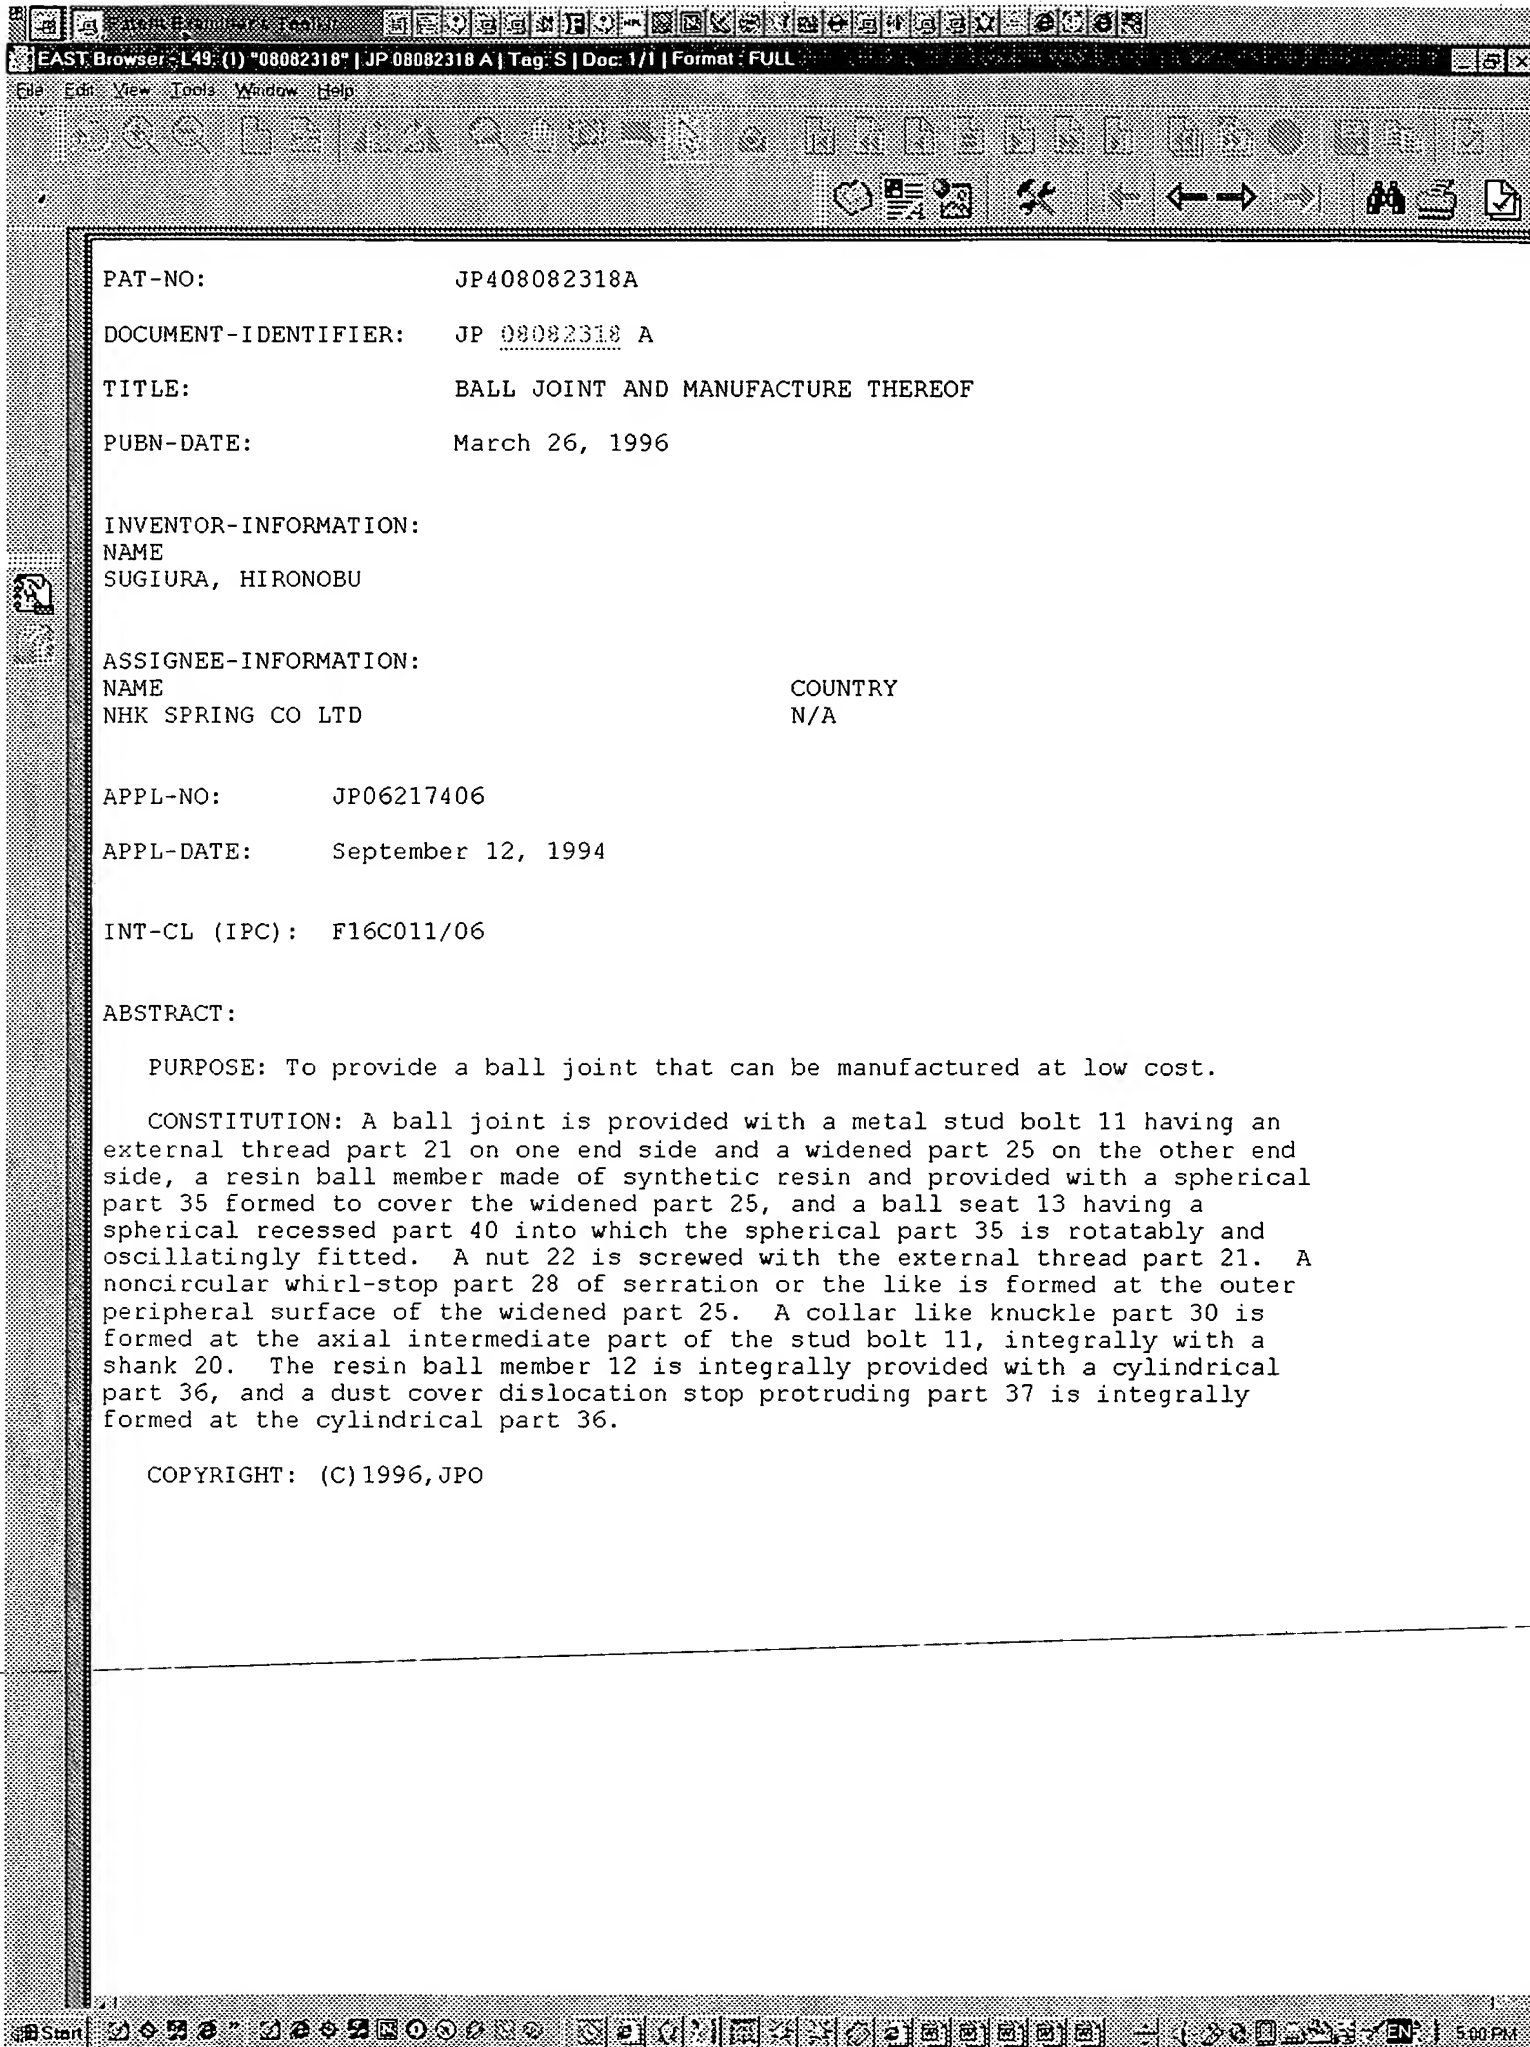 EAST Browser - L49: (1) "08082318" | JP 08082318 A | Tag: S | Doc: 1/1 | Format : FULL
File Edit View Tools Window Help
PAT-NO: JP408082318A
DOCUMENT-IDENTIFIER: JP 08082318 A
TITLE: BALL JOINT AND MANUFACTURE THEREOF
PUBN-DATE: March 26, 1996
INVENTOR-INFORMATION:
NAME
SUGIURA, HIRONOBU
ASSIGNEE-INFORMATION:
NAME COUNTRY
NHK SPRING CO LTD N/A
APPL-NO: JP06217406
APPL-DATE: September 12, 1994
INT-CL (IPC): F16C011/06
ABSTRACT:
PURPOSE: To provide a ball joint that can be manufactured at low cost.
CONSTITUTION: A ball joint is provided with a metal stud bolt 11 having an
external thread part 21 on one end side and a widened part 25 on the other end
side, a resin ball member made of synthetic resin and provided with a spherical
part 35 formed to cover the widened part 25, and a ball seat 13 having a
spherical recessed part 40 into which the spherical part 35 is rotatably and
oscillatingly fitted. A nut 22 is screwed with the external thread part 21. A
noncircular whirl-stop part 28 of serration or the like is formed at the outer
peripheral surface of the widened part 25. A collar like knuckle part 30 is
formed at the axial intermediate part of the stud bolt 11, integrally with a
shank 20. The resin ball member 12 is integrally provided with a cylindrical
part 36, and a dust cover dislocation stop protruding part 37 is integrally
formed at the cylindrical part 36.
COPYRIGHT: (C)1996,JPO
Start EN 5:00 PM